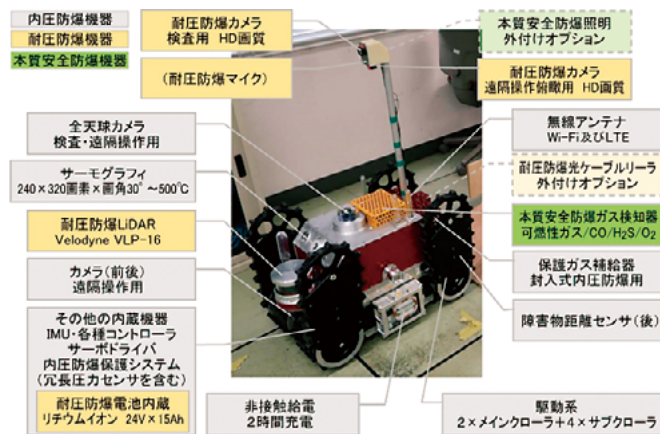 内圧防爆機器
耐圧防爆機器
本質安全防爆機器
耐圧防爆カメラ
検査用 HD画質
(耐圧防爆マイク)
本質安全防爆照明
外付けオプション
耐圧防爆カメラ
遠隔操作俯瞰用 HD画質
全天球カメラ
検査・遠隔操作用
サーモグラフィ
240×320画素×画角30°~500℃
耐圧防爆LiDAR
Velodyne VLP-16
カメラ(前後)
遠隔操作用
その他の内蔵機器
IMU・各種コントローラ
サーボドライバ
内圧防爆保護システム
(冗長圧力センサを含む)
耐圧防爆電池内蔵
リチウムイオン 24V×15Ah
無線アンテナ
Wi-Fi及びLTE
耐圧防爆光ケーブルリーラ
外付けオプション
本質安全防爆ガス検知器
可燃性ガス/CO/H2S/O2
保護ガス補給器
封入式内圧防爆用
障害物距離センサ(後)
非接触給電
2時間充電
駆動系
2×メインクローラ+4×サブクローラ